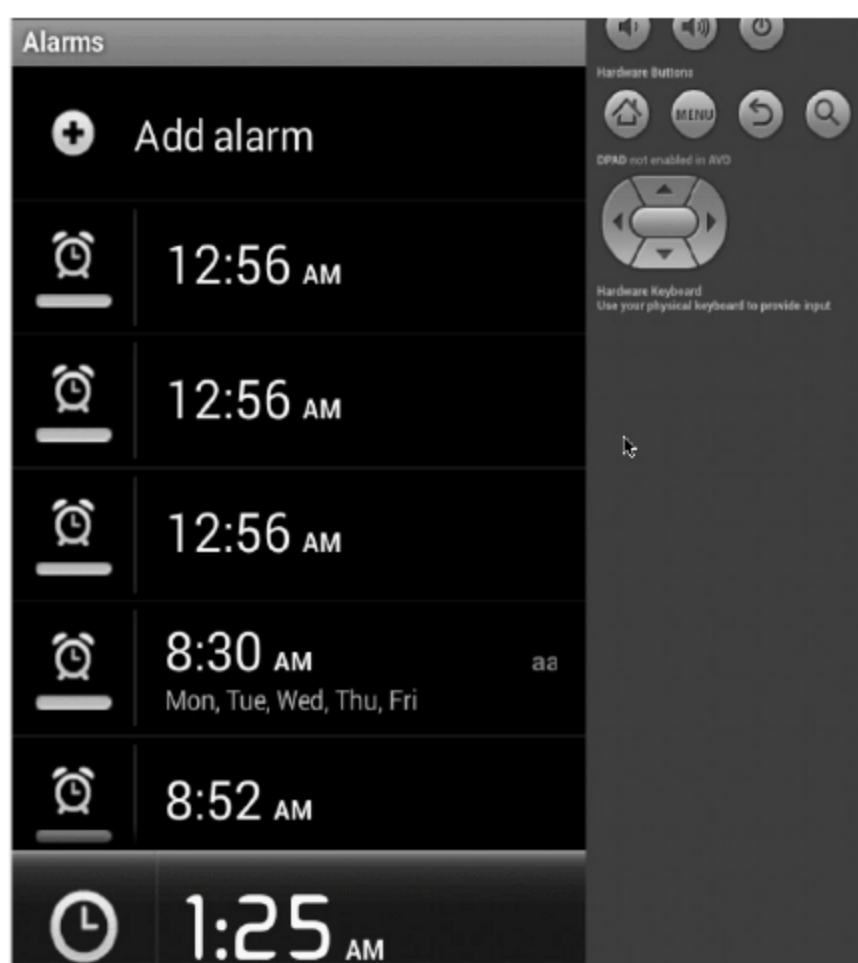 Alarms
Add alarm
12:56 AM
12:56 AM
12:56 AM
8:30 AM
aa
Mon, Tue, Wed, Thu, Fri
8:52 AM
1:25 AM
Hardware Buttons
MENU
DPAD not enabled in AVD
Hardware Keyboard
Use your physical keyboard to provide input